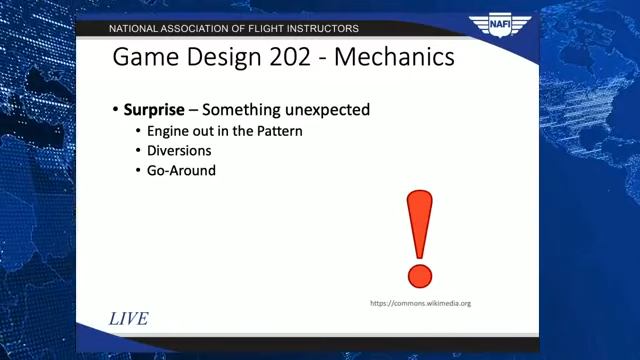 NATIONAL ASSOCIATION OF FLIGHT INSTRUCTORS
NAFI
Game Design 202 - Mechanics
• Surprise – Something unexpected
• Engine out in the Pattern
• Diversions
• Go-Around
!
https://commons.wikimedia.org
LIVE